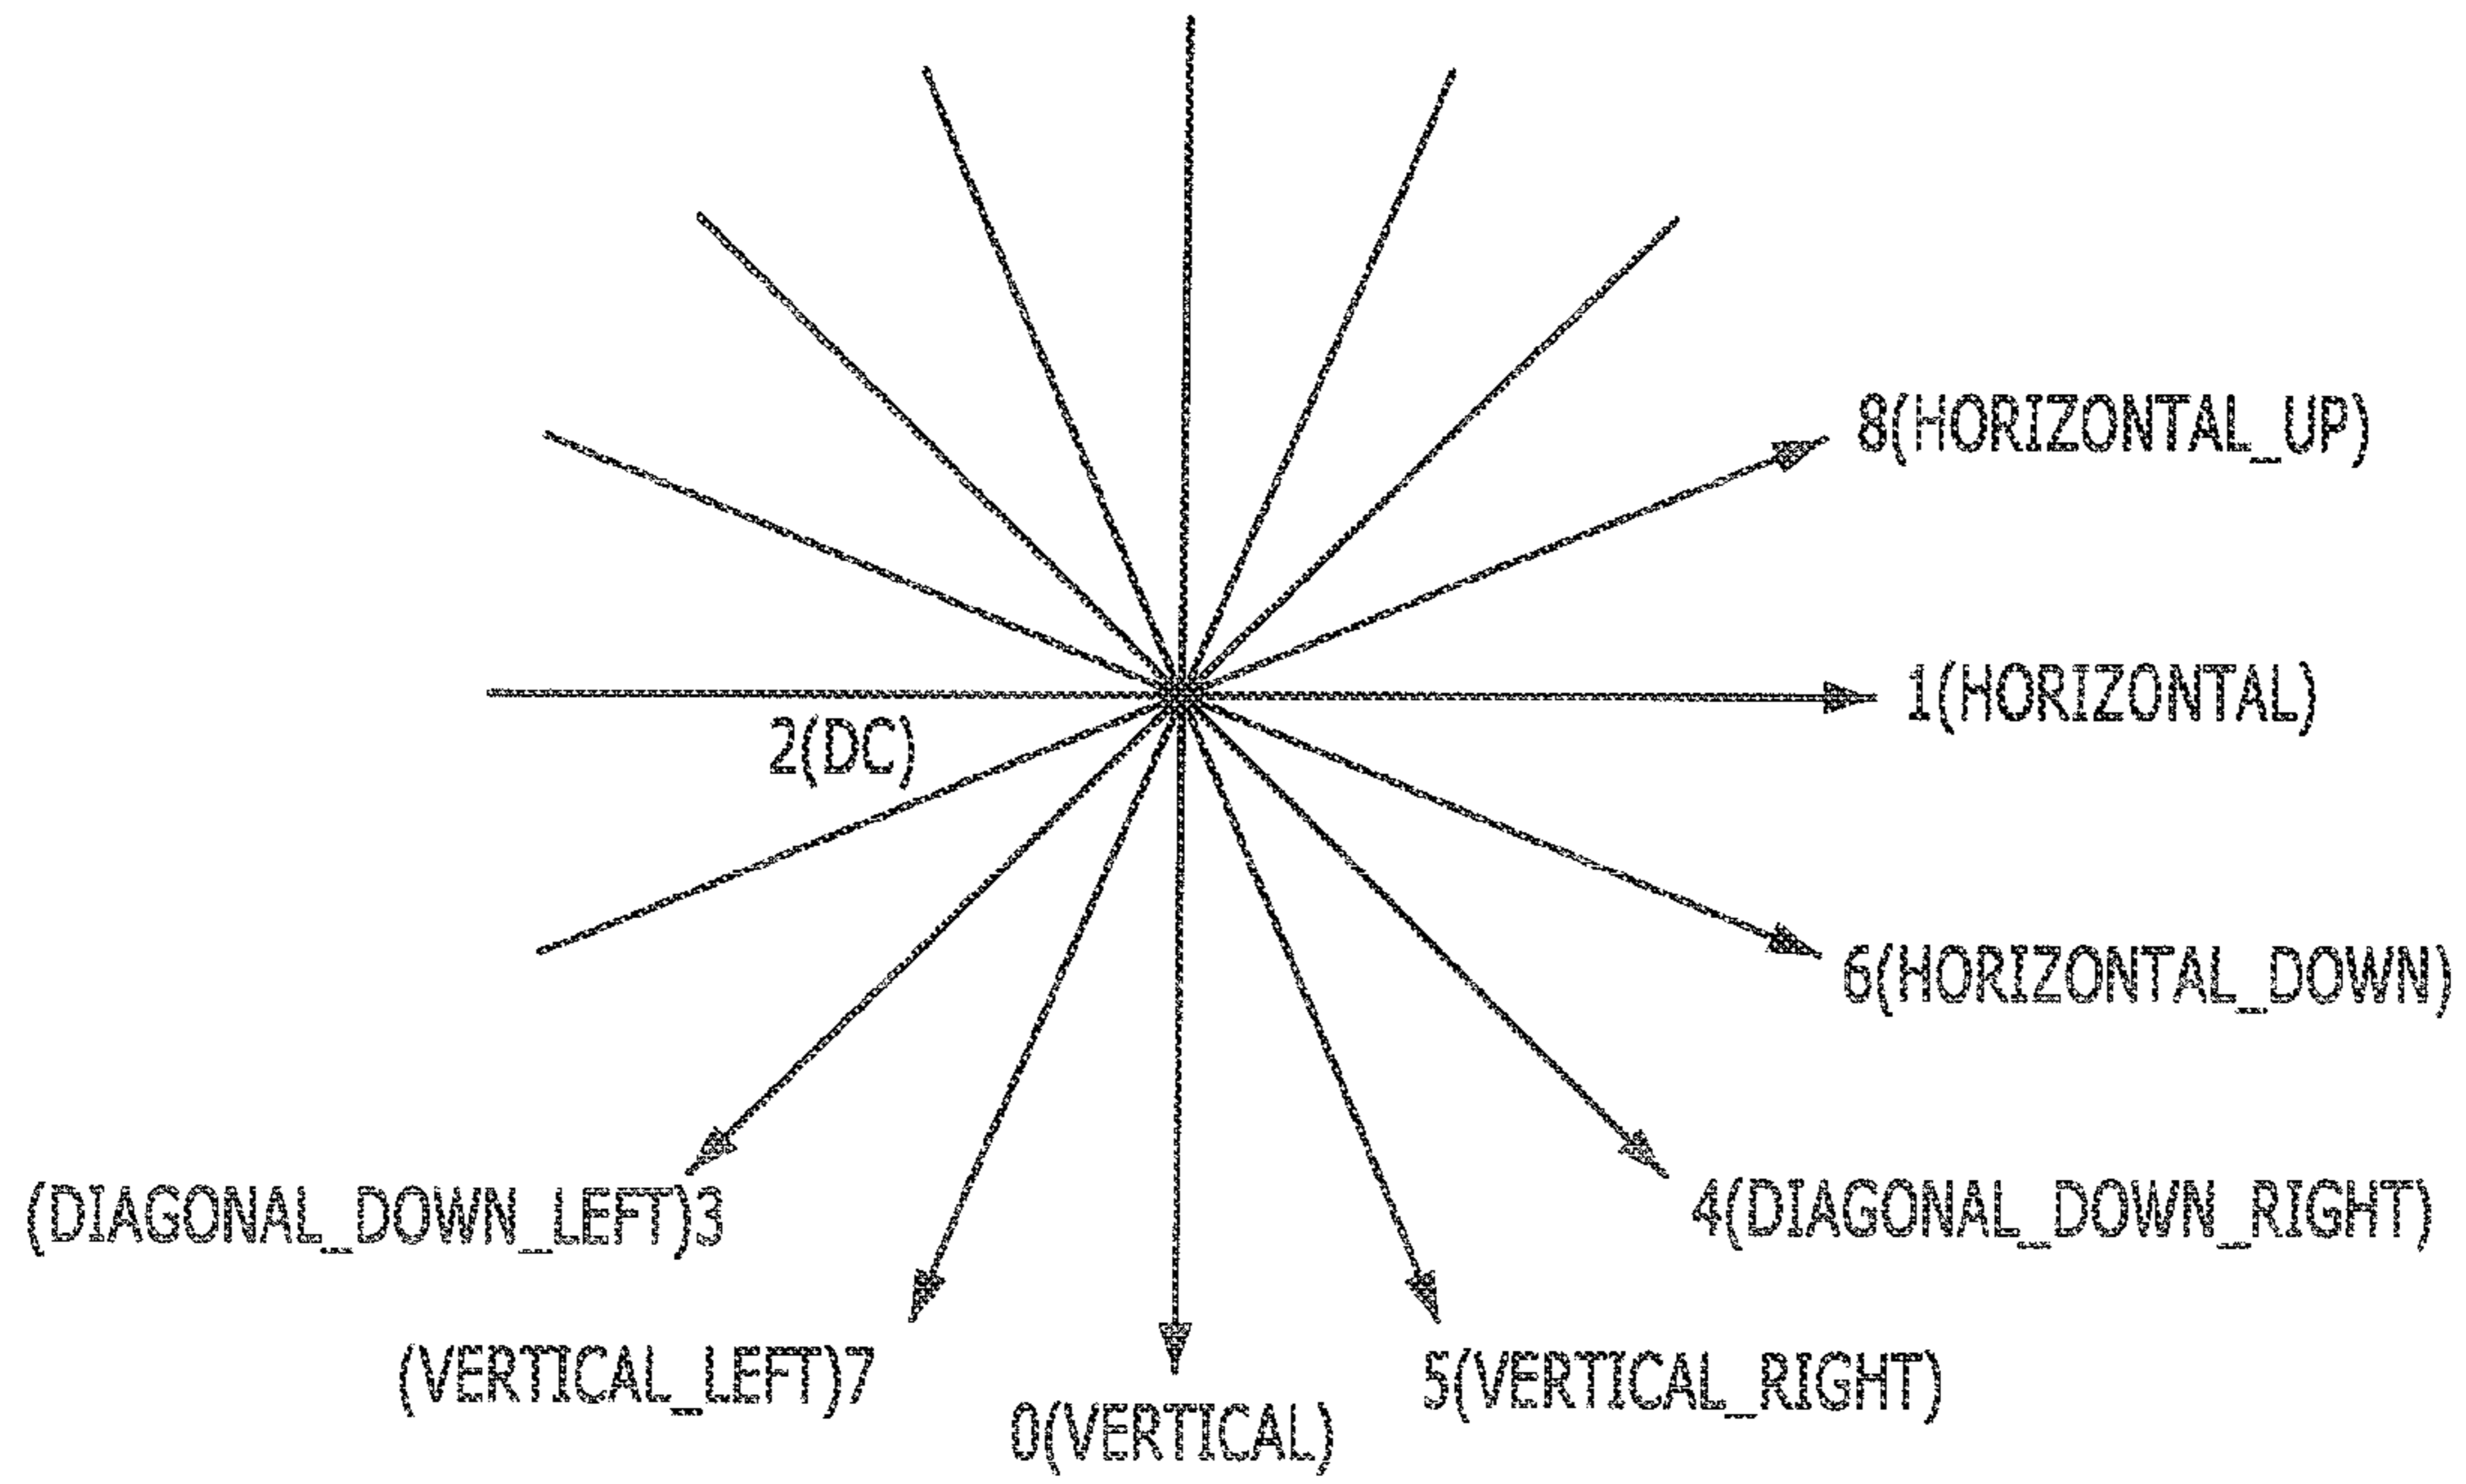 8(HORIZONTAL_UP)
1(HORIZONTAL)
2(DC)
6(HORIZONTAL_DOWN)
(DIAGONAL_DOWN_LEFT)3
4(DIAGONAL_DOWN_RIGHT)
(VERTICAL_LEFT)7
5(VERTICAL_RIGHT)
0(VERTICAL)